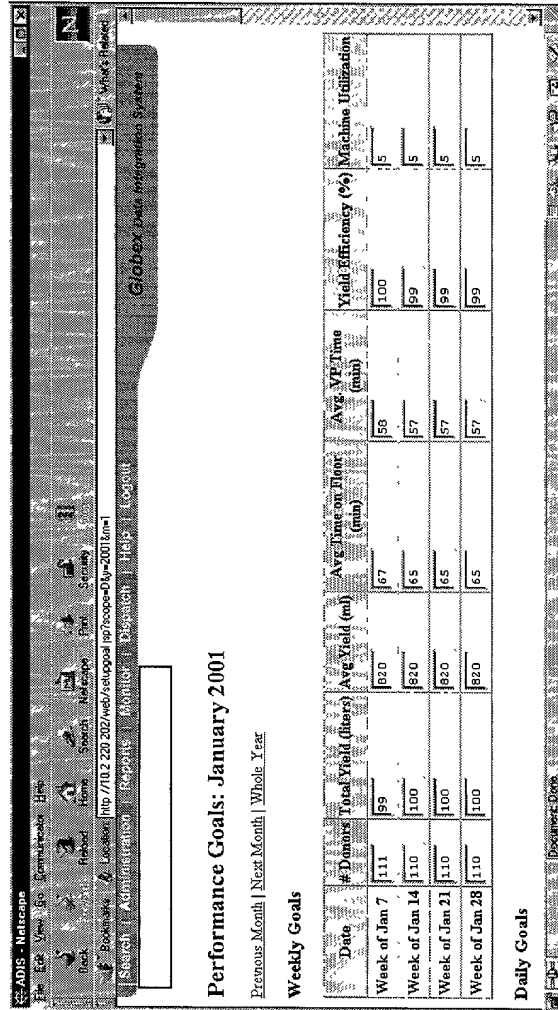 ADIS - Netscape
File Edit View Go Communicator Help
Back Reload Home Search Netscape Print Security
Bookmarks Location: http //10.2 220 202/web/setupgoal jsp?scope=D&y=2001&m=1 What's Related
Search | Administration | Reports | Monitor | Dispatch | Help | Logout
Globex Data Integration System
Performance Goals: January 2001
Previous Month | Next Month | Whole Year
Weekly Goals
Date # Donors Total Yield (liters) Avg Yield (ml) Avg Time on Floor (min) Avg. VP Time (min) Yield Efficiency (%) Machine Utilization
Week of Jan 7 111 99 820 67 58 100 5
Week of Jan 14 110 100 820 65 57 99 5
Week of Jan 21 110 100 820 65 57 99 5
Week of Jan 28 110 100 820 65 57 99 5
Daily Goals
Document: Done